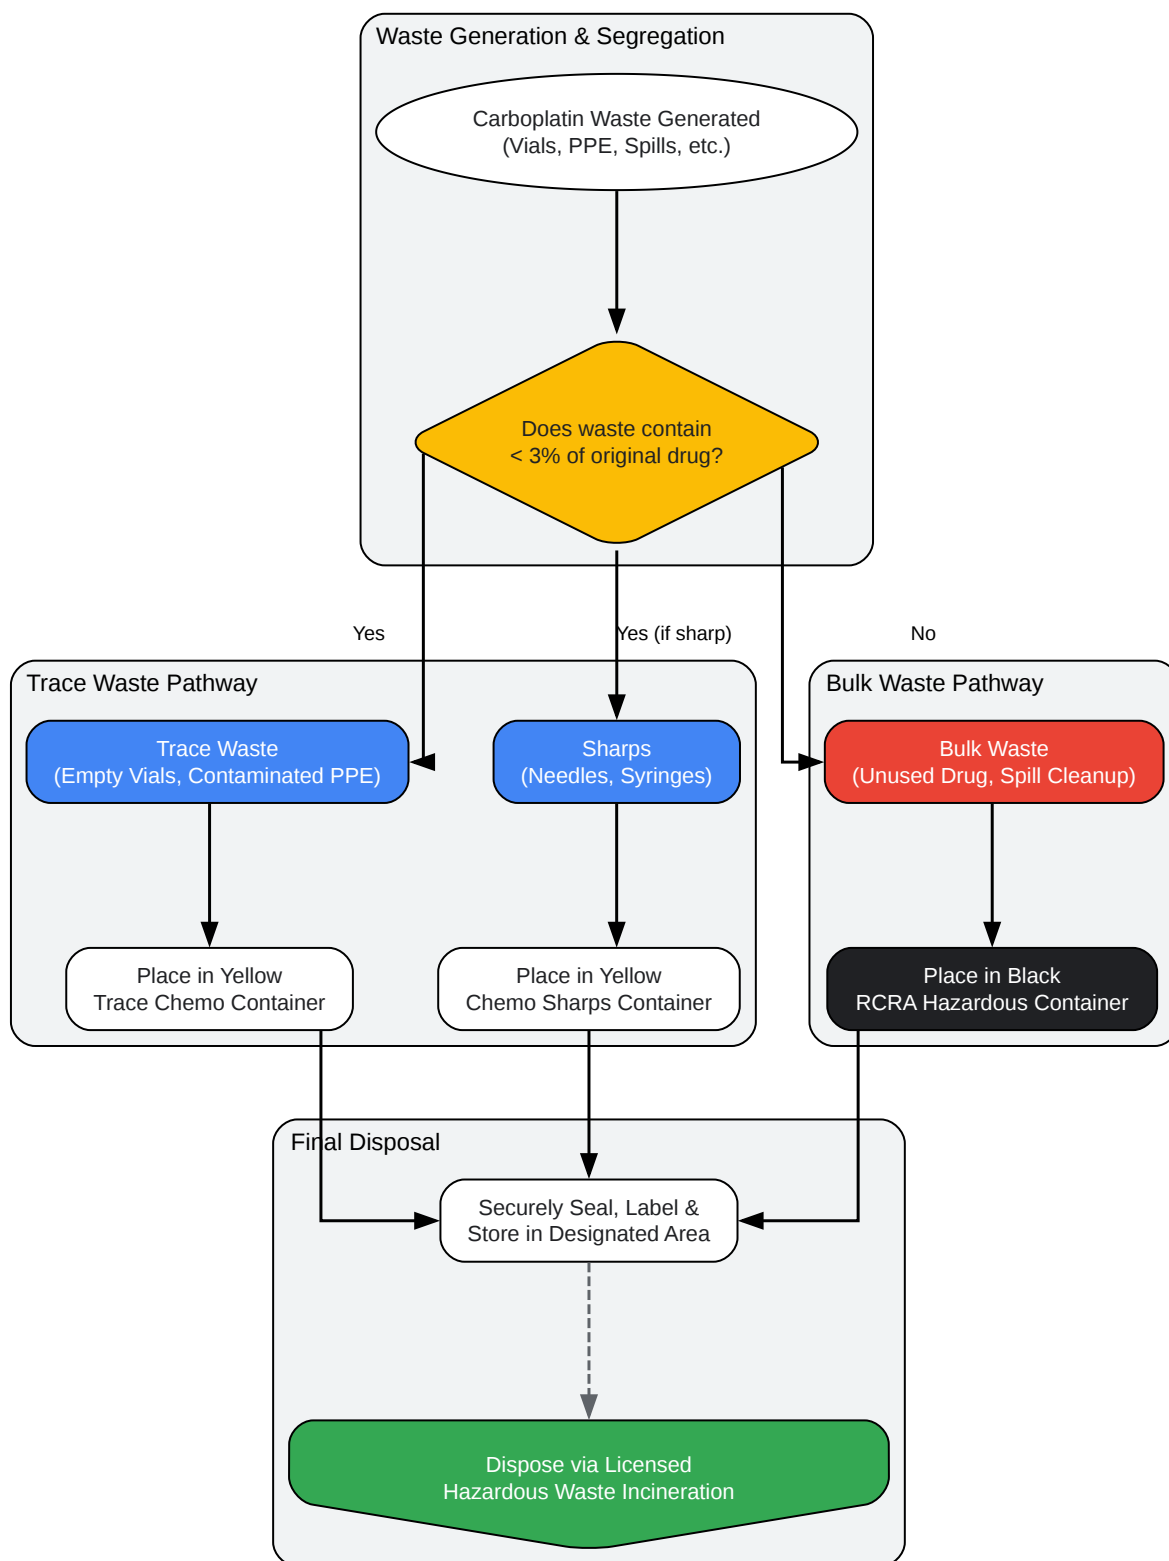 Waste Generation & Segregation
Carboplatin Waste Generated
(Vials, PPE, Spills, etc.)
Does waste contain
< 3% of original drug?
Yes
Yes (if sharp)
No
Trace Waste Pathway
Bulk Waste Pathway
Trace Waste
(Empty Vials, Contaminated PPE)
Sharps
(Needles, Syringes)
Bulk Waste
(Unused Drug, Spill Cleanup)
Place in Yellow
Trace Chemo Container
Place in Yellow
Chemo Sharps Container
Place in Black
RCRA Hazardous Container
Final Disposal
Securely Seal, Label &
Store in Designated Area
Dispose via Licensed
Hazardous Waste Incineration